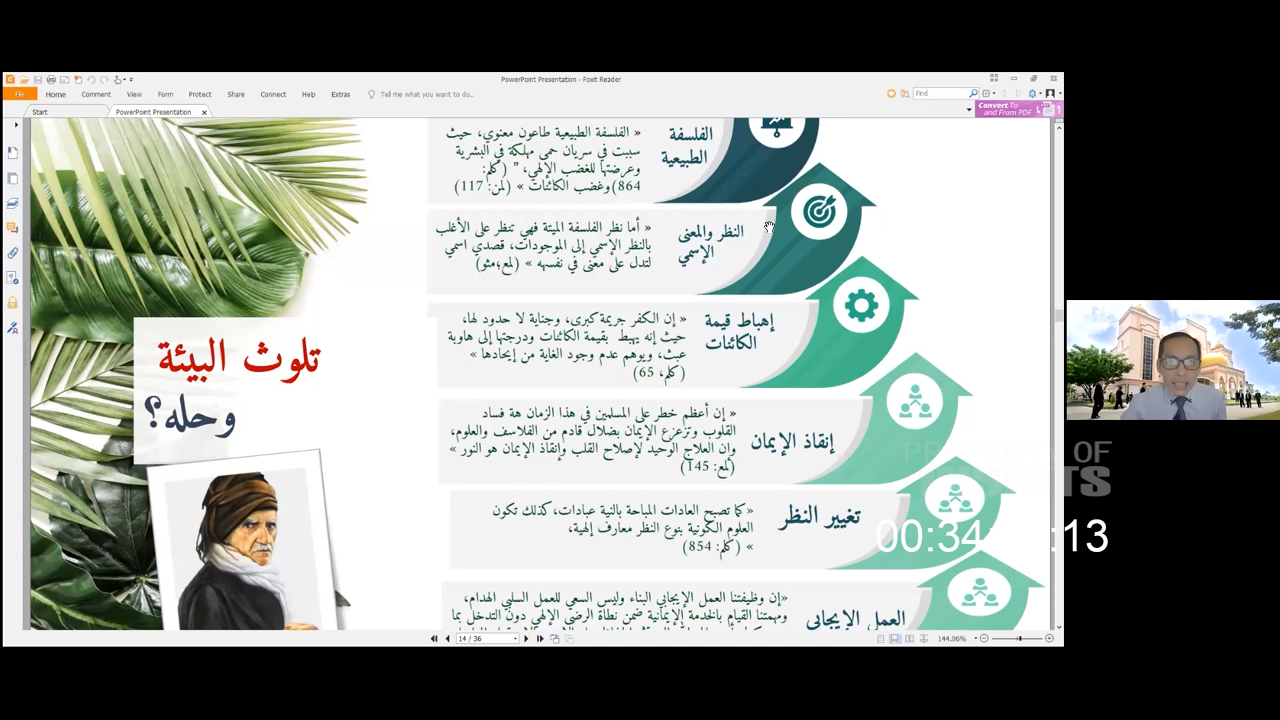 PowerPoint Presentation - Foxit Reader
File Home Comment View Form Protect Share Connect Help Extras Tell me what you want to do...
Find
Start PowerPoint Presentation
Convert To
and From PDF
تلوث البيئة
وحله؟
الفلسفة
الطبيعية
« الفلسفة الطبيعية طاعون معنوي، حيث
سببت في سريان حمى مهلكة في البشرية
وعرضتها للغضب الإلهي، " (كلم:
864)وغضب الكائنات » (لمن: 117)
النظر والمعنى
الإسمي
« أما نظر الفلسفة الميتة فهي تنظر على الأغلب
بالنظر الإسمي إلى الموجودات، قصدي اسمي
لتدل على معنى في نفسهه » (لمع؛مثو)
إهباط قيمة
الكائنات
« إن الكفر جريمة كبرى، وجناية لا حدود لها،
حيث إنه يهبط بقيمة الكائنات ودرجتها إلى هاوية
عبث، ويوهم عدم وجود الغاية من إيجادها »
(كلم، 65)
إنقاذ الإيمان
« إن أعظم خطر على المسلمين في هذا الزمان هة فساد
القلوب وتزعزع الإيمان بضلال قادم من الفلاسف والعلوم،
وإن العلاج الوحيد لإصلاح القلب وإنقاذ الإيمان هو النور »
(لمع: 145)
تغيير النظر
« كما تصبح العادات المباحة بالنية عبادات، كذلك تكون
العلوم الكونية بنوع النظر معارف إلهية،
» (كلم: 854)
العمل الإيجابي
«إن وظيفتنا العمل الإيجابي البناء وليس السعي للعمل السلبي الهدام،
ومهمتنا القيام بالخدمة الإيمانية ضمن نطاة الرضى الإلهي دون التدخل بما
PROPERTY OF
00:34
:13
14 / 36
144.06%